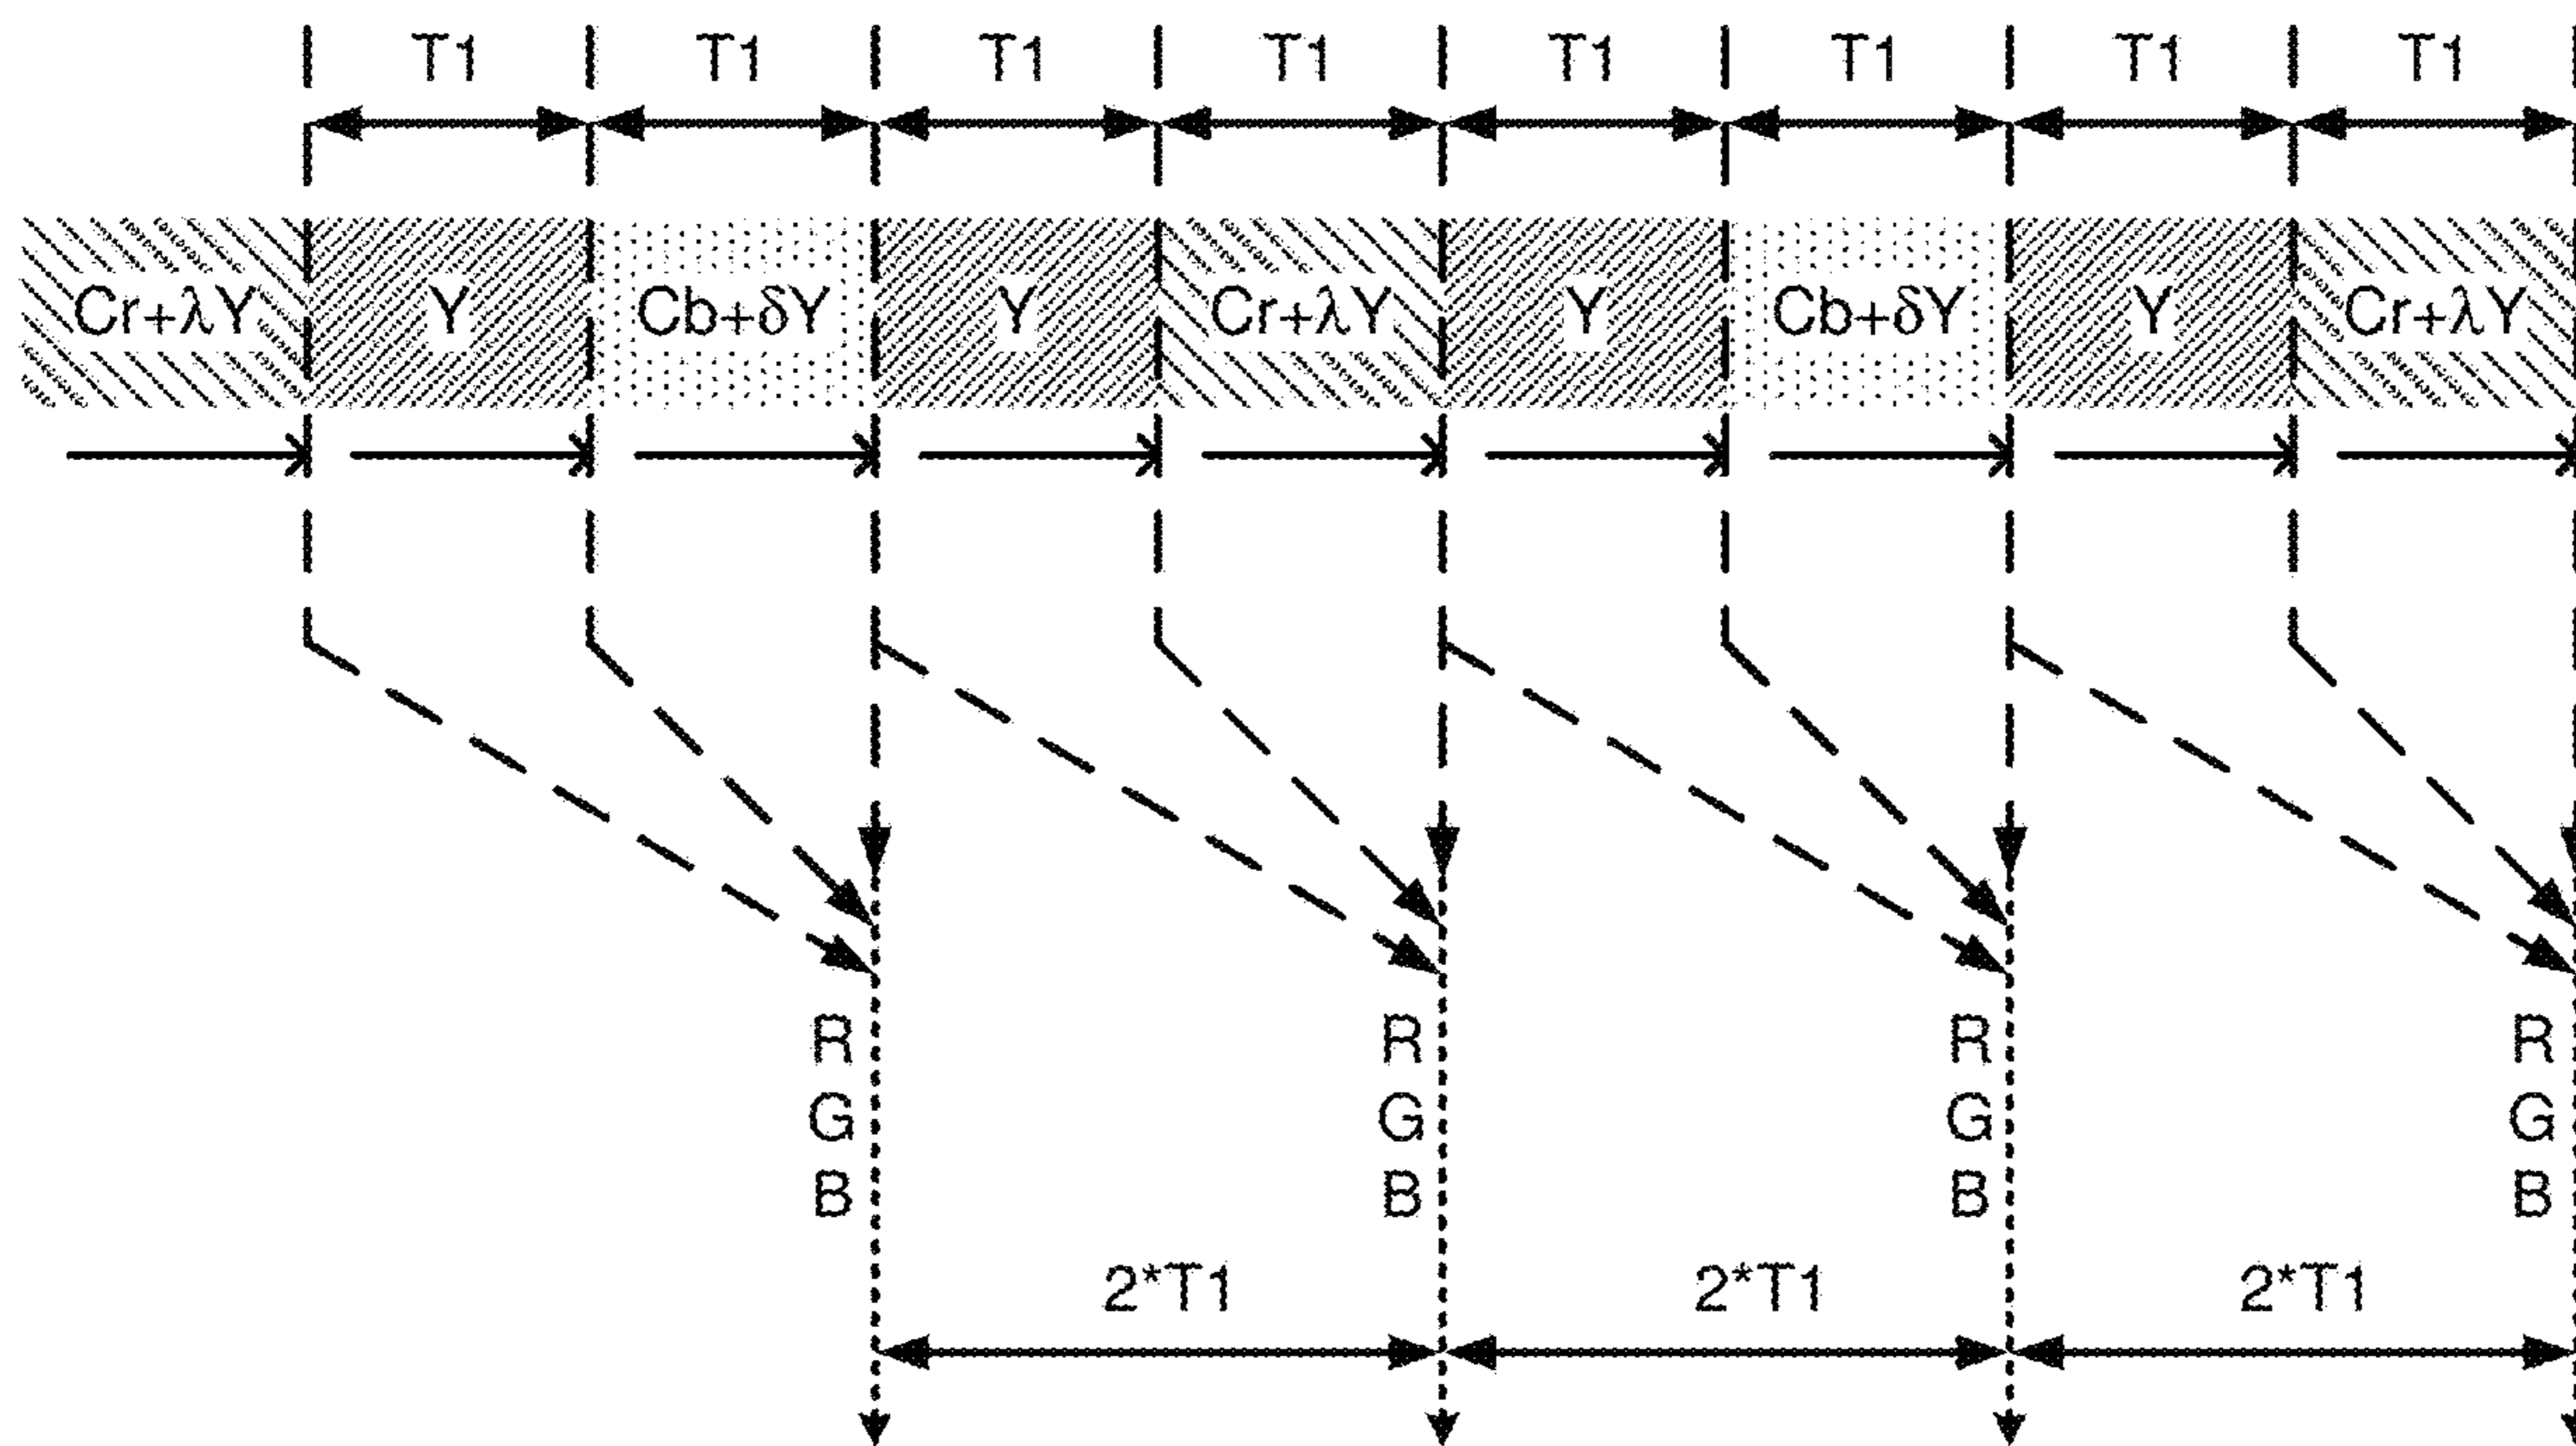 T1 T1 T1 T1 T1 T1 T1 T1
Cr+λY Y Cb+δY Y Cr+λY Y Cb+δY Y Cr+λY
R R R R
G G G G
B B B B
2*T1 2*T1 2*T1